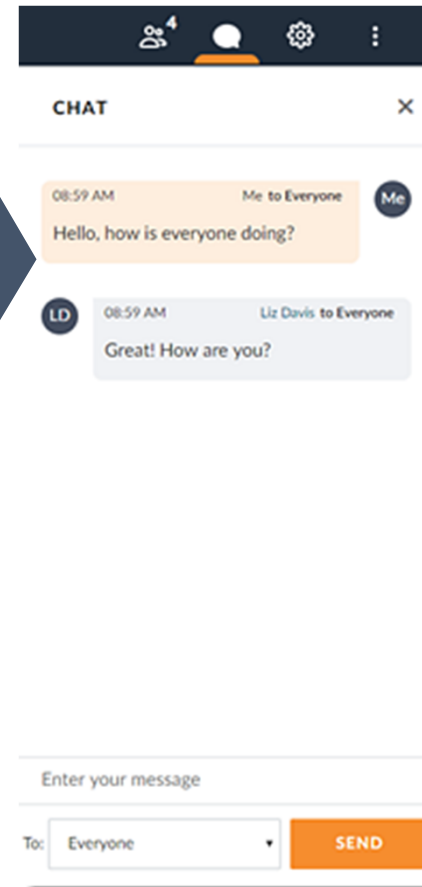 4
CHAT
08:59 AM Me to Everyone Me
Hello, how is everyone doing?
LD 08:59 AM Liz Davis to Everyone
Great! How are you?
Enter your message
To: Everyone SEND